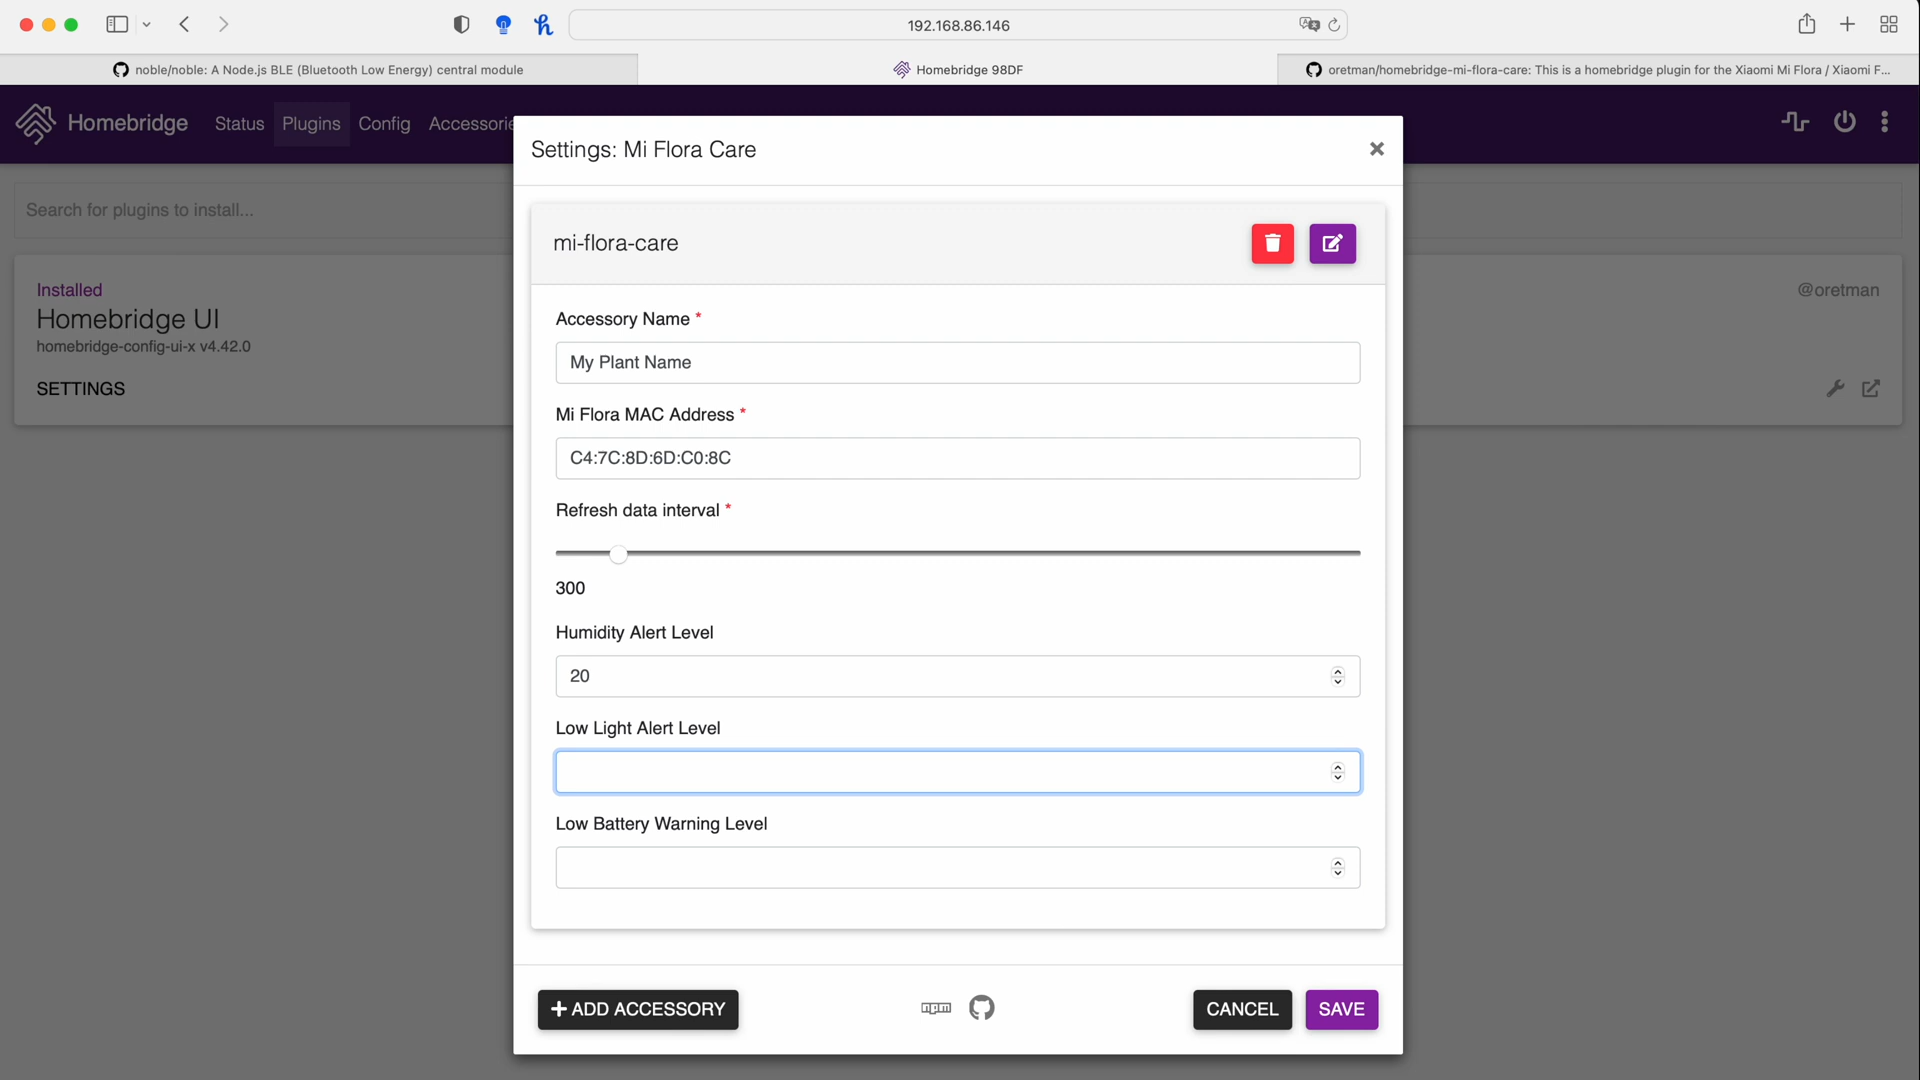 192.168.86.146
noble/noble: A Node.js BLE (Bluetooth Low Energy) central module
Homebridge 98DF
oretman/homebridge-mi-flora-care: This is a homebridge plugin for the Xiaomi Mi Flora / Xiaomi F...
Homebridge
Status
Plugins
Config
Accessorie
Search for plugins to install...
Installed
Homebridge UI
homebridge-config-ui-x v4.42.0
SETTINGS
@oretman
Settings: Mi Flora Care
mi-flora-care
Accessory Name *
My Plant Name
Mi Flora MAC Address *
C4:7C:8D:6D:C0:8C
Refresh data interval *
300
Humidity Alert Level
20
Low Light Alert Level
Low Battery Warning Level
ADD ACCESSORY
npm
CANCEL
SAVE